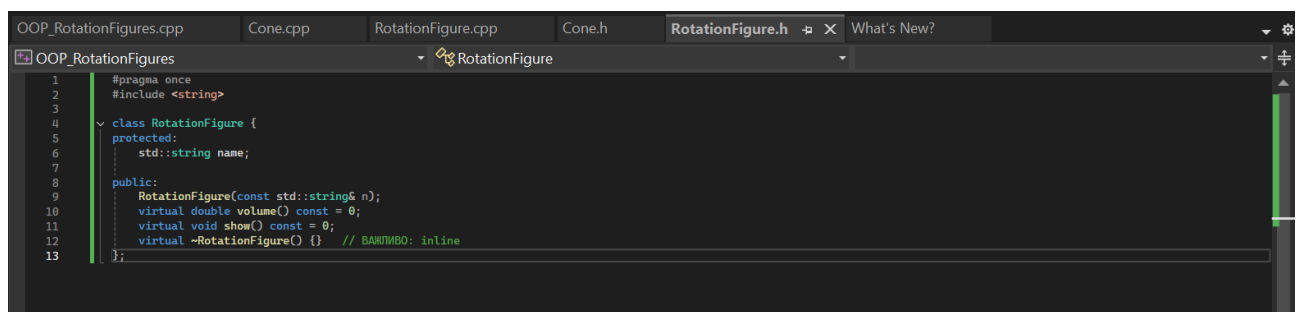 OOP_RotationFigures.cpp Cone.cpp RotationFigure.cpp Cone.h RotationFigure.h What's New?
OOP_RotationFigures RotationFigure
1 #pragma once
2 #include <string>
3
4 class RotationFigure {
5 protected:
6 std::string name;
7
8 public:
9 RotationFigure(const std::string& n);
10 virtual double volume() const = 0;
11 virtual void show() const = 0;
12 virtual ~RotationFigure() {} // ВАЖЛИВО: inline
13 };